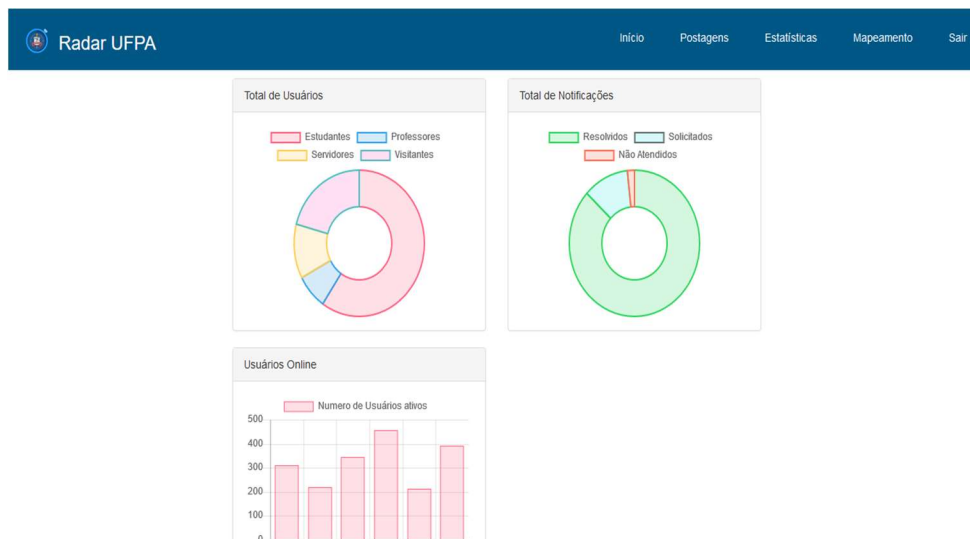 Radar UFPA
Início Postagens Estatísticas Mapeamento Sair
Total de Usuários
Estudantes Professores
Servidores Visitantes
Total de Notificações
Resolvidos Solicitados
Não Atendidos
Usuários Online
Numero de Usuários ativos
500
400
300
200
100
0